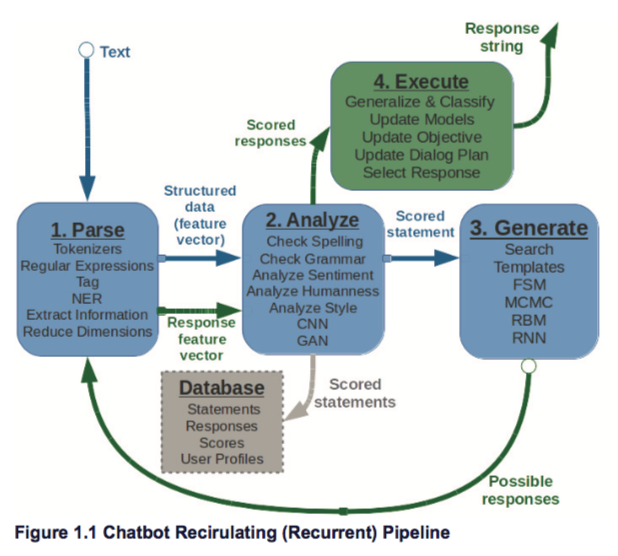 Text
Response
string
4. Execute
Generalize & Classify
Update Models
Update Objective
Update Dialog Plan
Select Response
Scored
responses
1. Parse
Tokenizers
Regular Expressions
Tag
NER
Extract Information
Reduce Dimensions
Structured
data
(feature
vector)
Response
feature
vector
2. Analyze
Check Spelling
Check Grammar
Analyze Sentiment
Analyze Humanness
Analyze Style
CNN
GAN
Scored
statement
3. Generate
Search
Templates
FSM
MCMC
RBM
RNN
Database
Statements
Responses
Scores
User Profiles
Scored
statements
Possible
responses
Figure 1.1 Chatbot Recirulating (Recurrent) Pipeline